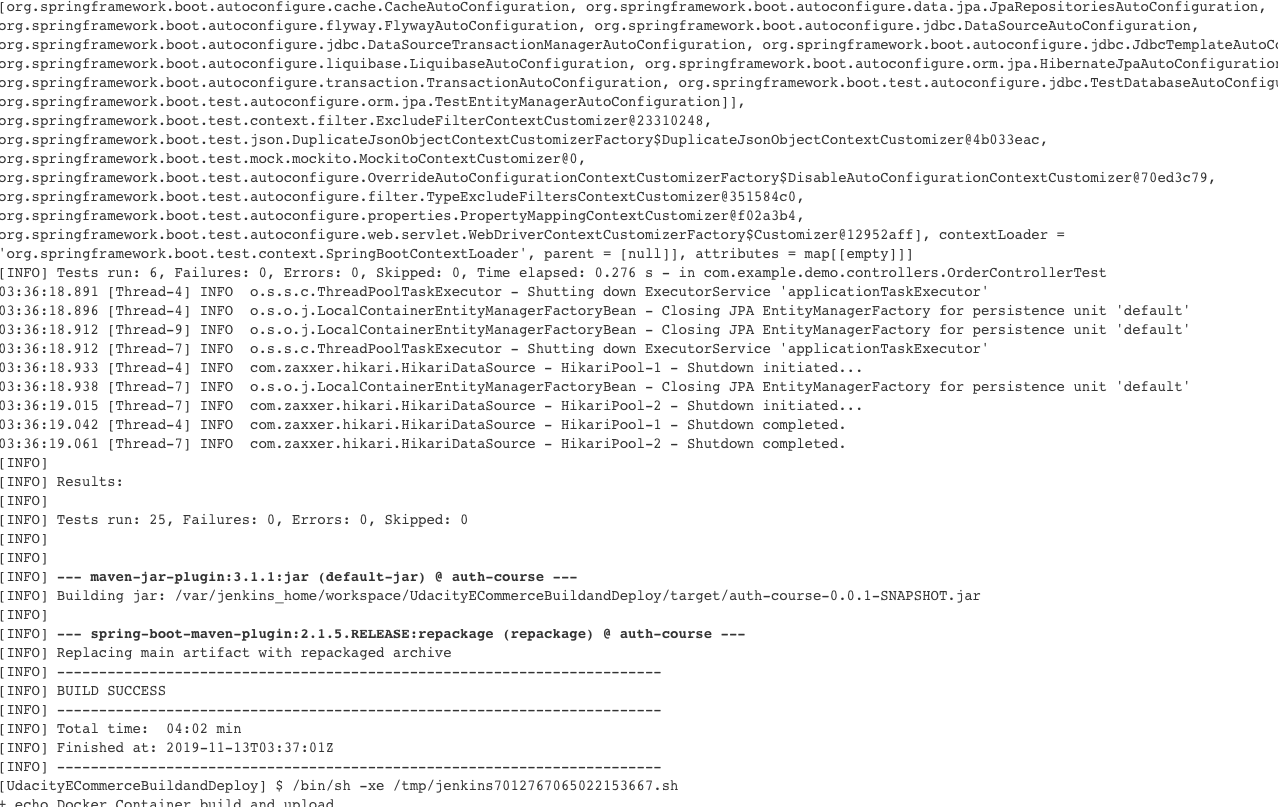 [org.springframework.boot.autoconfigure.cache.CacheAutoConfiguration, org.springframework.boot.autoconfigure.data.jpa.JpaRepositoriesAutoConfiguration,
org.springframework.boot.autoconfigure.flyway.FlywayAutoConfiguration, org.springframework.boot.autoconfigure.jdbc.DataSourceAutoConfiguration,
org.springframework.boot.autoconfigure.jdbc.DataSourceTransactionManagerAutoConfiguration, org.springframework.boot.autoconfigure.jdbc.JdbcTemplateAutoCo
org.springframework.boot.autoconfigure.liquibase.LiquibaseAutoConfiguration, org.springframework.boot.autoconfigure.orm.jpa.HibernateJpaAutoConfiguration
org.springframework.boot.autoconfigure.transaction.TransactionAutoConfiguration, org.springframework.boot.test.autoconfigure.jdbc.TestDatabaseAutoConfigu
org.springframework.boot.test.autoconfigure.orm.jpa.TestEntityManagerAutoConfiguration]],
org.springframework.boot.test.context.filter.ExcludeFilterContextCustomizer@23310248,
org.springframework.boot.test.json.DuplicateJsonObjectContextCustomizerFactory$DuplicateJsonObjectContextCustomizer@4b033eac,
org.springframework.boot.test.mock.mockito.MockitoContextCustomizer@0,
org.springframework.boot.test.autoconfigure.OverrideAutoConfigurationContextCustomizerFactory$DisableAutoConfigurationContextCustomizer@70ed3c79,
org.springframework.boot.test.autoconfigure.filter.TypeExcludeFiltersContextCustomizer@351584c0,
org.springframework.boot.test.autoconfigure.properties.PropertyMappingContextCustomizer@f02a3b4,
org.springframework.boot.test.autoconfigure.web.servlet.WebDriverContextCustomizerFactory$Customizer@12952aff], contextLoader =
'org.springframework.boot.test.context.SpringBootContextLoader', parent = [null]], attributes = map[[empty]]]
[INFO] Tests run: 6, Failures: 0, Errors: 0, Skipped: 0, Time elapsed: 0.276 s - in com.example.demo.controllers.OrderControllerTest
03:36:18.891 [Thread-4] INFO  o.s.s.c.ThreadPoolTaskExecutor - Shutting down ExecutorService 'applicationTaskExecutor'
03:36:18.896 [Thread-4] INFO  o.s.o.j.LocalContainerEntityManagerFactoryBean - Closing JPA EntityManagerFactory for persistence unit 'default'
03:36:18.912 [Thread-9] INFO  o.s.o.j.LocalContainerEntityManagerFactoryBean - Closing JPA EntityManagerFactory for persistence unit 'default'
03:36:18.912 [Thread-7] INFO  o.s.s.c.ThreadPoolTaskExecutor - Shutting down ExecutorService 'applicationTaskExecutor'
03:36:18.933 [Thread-4] INFO  com.zaxxer.hikari.HikariDataSource - HikariPool-1 - Shutdown initiated...
03:36:18.938 [Thread-7] INFO  o.s.o.j.LocalContainerEntityManagerFactoryBean - Closing JPA EntityManagerFactory for persistence unit 'default'
03:36:19.015 [Thread-7] INFO  com.zaxxer.hikari.HikariDataSource - HikariPool-2 - Shutdown initiated...
03:36:19.042 [Thread-4] INFO  com.zaxxer.hikari.HikariDataSource - HikariPool-1 - Shutdown completed.
03:36:19.061 [Thread-7] INFO  com.zaxxer.hikari.HikariDataSource - HikariPool-2 - Shutdown completed.
[INFO]
[INFO] Results:
[INFO]
[INFO] Tests run: 25, Failures: 0, Errors: 0, Skipped: 0
[INFO]
[INFO]
[INFO] --- maven-jar-plugin:3.1.1:jar (default-jar) @ auth-course ---
[INFO] Building jar: /var/jenkins_home/workspace/UdacityECommerceBuildandDeploy/target/auth-course-0.0.1-SNAPSHOT.jar
[INFO]
[INFO] --- spring-boot-maven-plugin:2.1.5.RELEASE:repackage (repackage) @ auth-course ---
[INFO] Replacing main artifact with repackaged archive
[INFO] ------------------------------------------------------------------------
[INFO] BUILD SUCCESS
[INFO] ------------------------------------------------------------------------
[INFO] Total time:  04:02 min
[INFO] Finished at: 2019-11-13T03:37:01Z
[INFO] ------------------------------------------------------------------------
[UdacityECommerceBuildandDeploy] $ /bin/sh -xe /tmp/jenkins7012767065022153667.sh
+ echo Docker Container build and upload